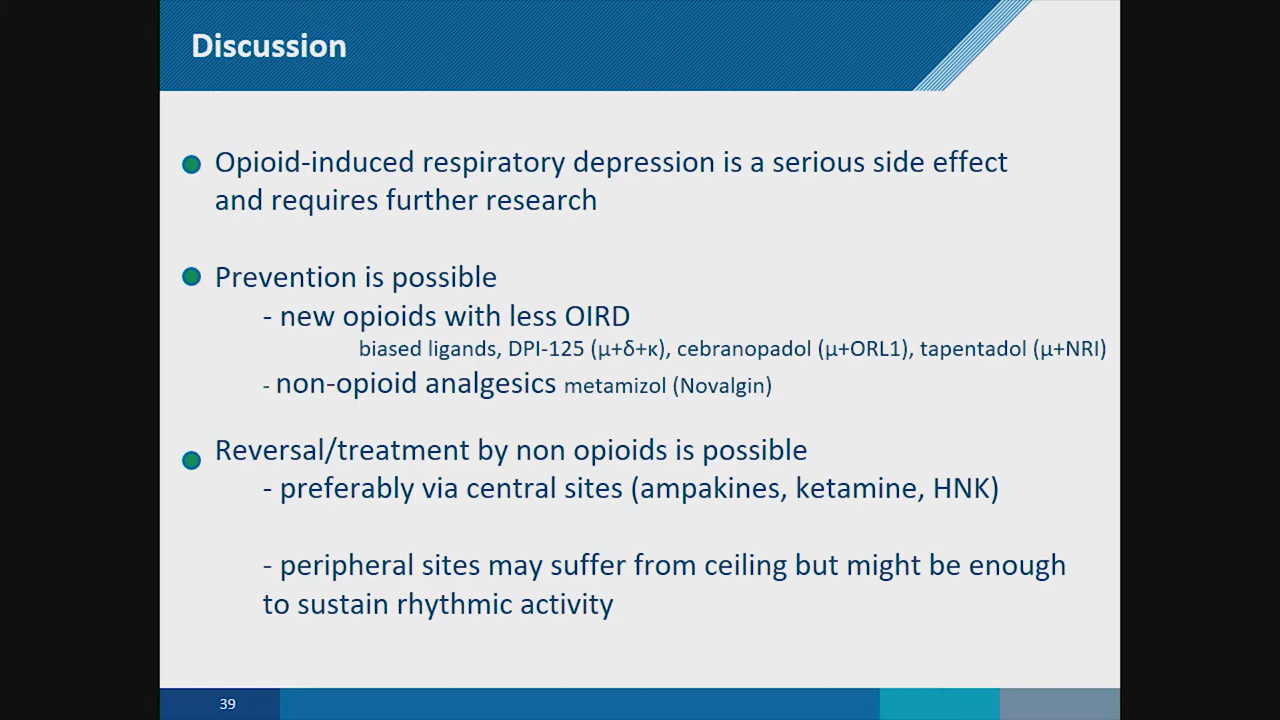 Discussion
Opioid-induced respiratory depression is a serious side effect
and requires further research
Prevention is possible
- new opioids with less OIRD
biased ligands, DPI-125 (μ+δ+κ), cebranopadol (μ+ORL1), tapentadol (μ+NRI)
- non-opioid analgesics metamizol (Novalgin)
Reversal/treatment by non opioids is possible
- preferably via central sites (ampakines, ketamine, HNK)
- peripheral sites may suffer from ceiling but might be enough
to sustain rhythmic activity
39